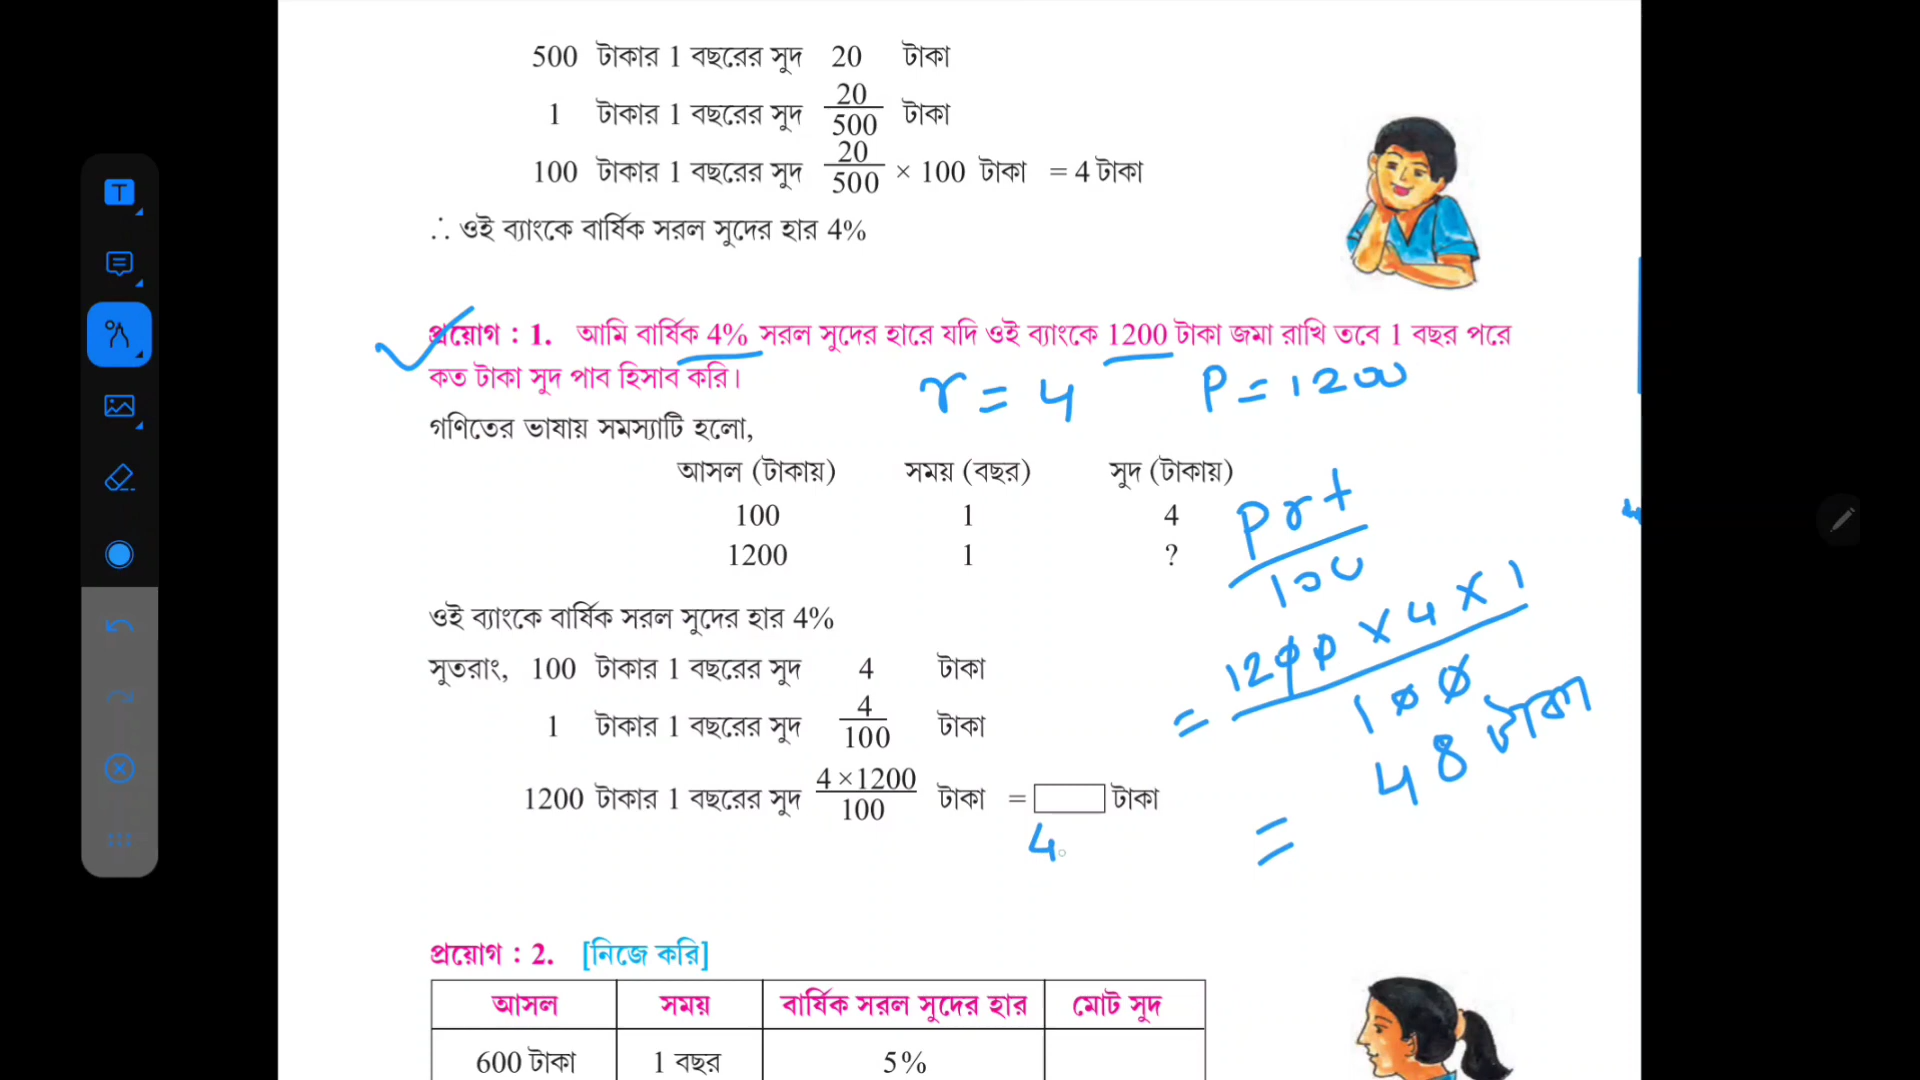 500 টাকার 1 বছরের সুদ 20 টাকা
1 টাকার 1 বছরের সুদ 20/500 টাকা
100 টাকার 1 বছরের সুদ 20/500 × 100 টাকা = 4 টাকা
∴ ওই ব্যাংকে বার্ষিক সরল সুদের হার 4%
প্রয়োগ : 1. আমি বার্ষিক 4% সরল সুদের হারে যদি ওই ব্যাংকে 1200 টাকা জমা রাখি তবে 1 বছর পরে
কত টাকা সুদ পাব হিসাব করি।
r = 4 P = 1200
গণিতের ভাষায় সমস্যাটি হলো,
আসল (টাকায়) সময় (বছর) সুদ (টাকায়)
100 1 4
1200 1 ?
prt/100
ওই ব্যাংকে বার্ষিক সরল সুদের হার 4%
= 1200 × 4 × 1/100
সুতরাং, 100 টাকার 1 বছরের সুদ 4 টাকা
1 টাকার 1 বছরের সুদ 4/100 টাকা
1200 টাকার 1 বছরের সুদ 4 × 1200/100 টাকা = টাকা
= 48 টাকা
4
প্রয়োগ : 2. [নিজে করি]
আসল সময় বার্ষিক সরল সুদের হার মোট সুদ
600 টাকা 1 বছর 5%